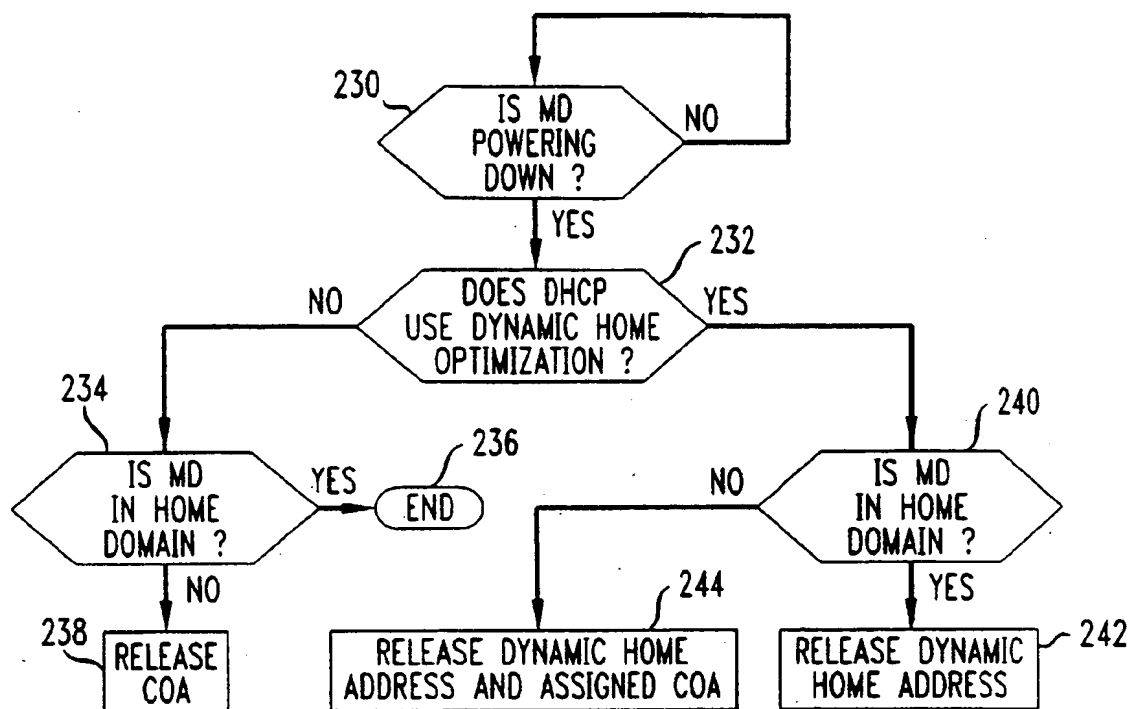 230
IS MD
POWERING
DOWN ?
NO
YES
232
DOES DHCP
USE DYNAMIC HOME
OPTIMIZATION ?
NO
YES
234
IS MD
IN HOME
DOMAIN ?
YES
236
END
NO
238
RELEASE
COA
240
IS MD
IN HOME
DOMAIN ?
NO
YES
244
RELEASE DYNAMIC HOME
ADDRESS AND ASSIGNED COA
242
RELEASE DYNAMIC
HOME ADDRESS